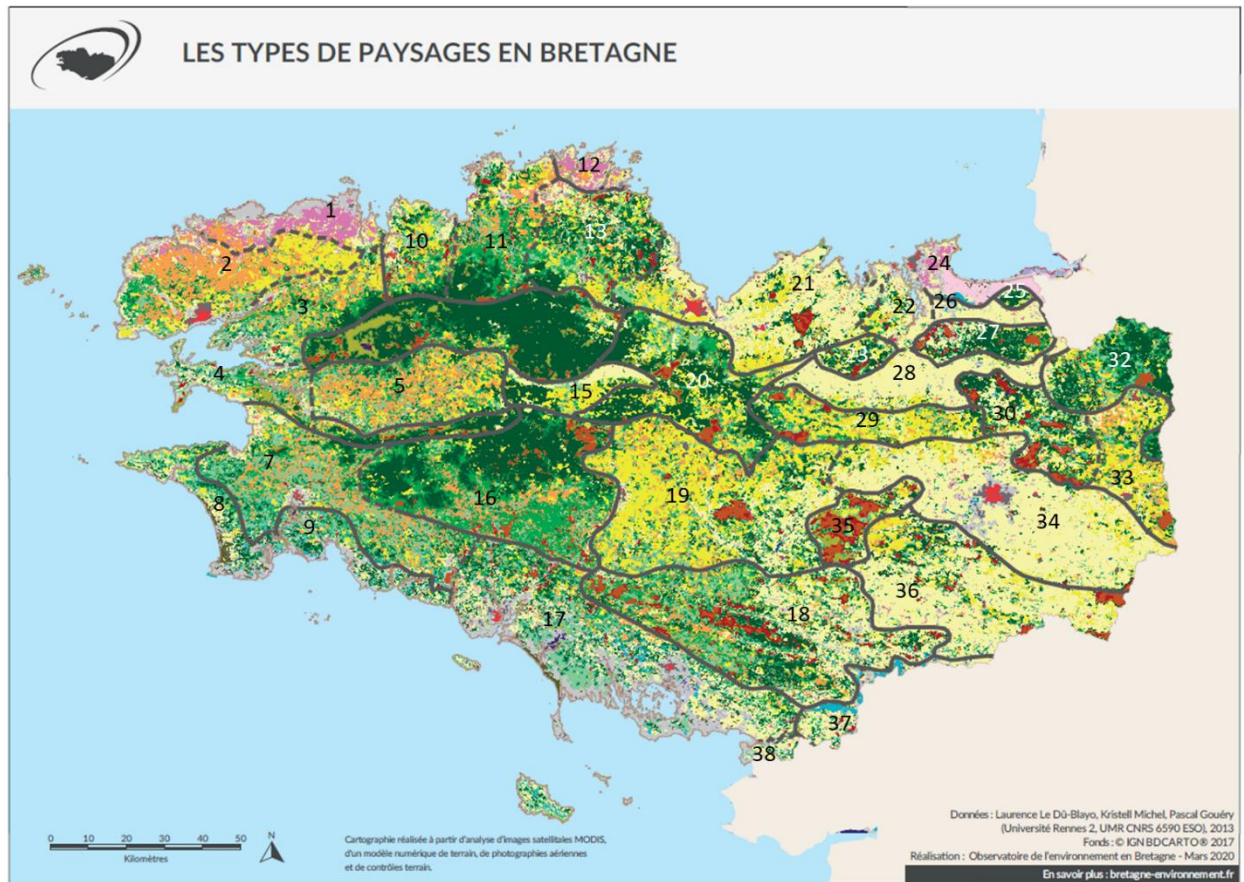 LES TYPES DE PAYSAGES EN BRETAGNE
12
1
24
2
10
11
13
21
22
26
25
3
27
23
32
4
5
15
20
28
29
30
7
16
19
33
8
9
35
34
36
17
18
37
38
0 10 20 30 40 50
Kilomètres
N
Cartographie réalisée à partir d'analyse d'images satellitales MODIS,
d'un modèle numérique de terrain, de photographies aériennes
et de contrôles terrain.
Données : Laurence Le Dû-Blayo, Kristell Michel, Pascal Gouéry
(Université Rennes 2, UMR CNRS 6590 ESO), 2013
Fonds : © IGN BDCARTO® 2017
Réalisation : Observatoire de l'environnement en Bretagne - Mars 2020
En savoir plus : bretagne-environnement.fr